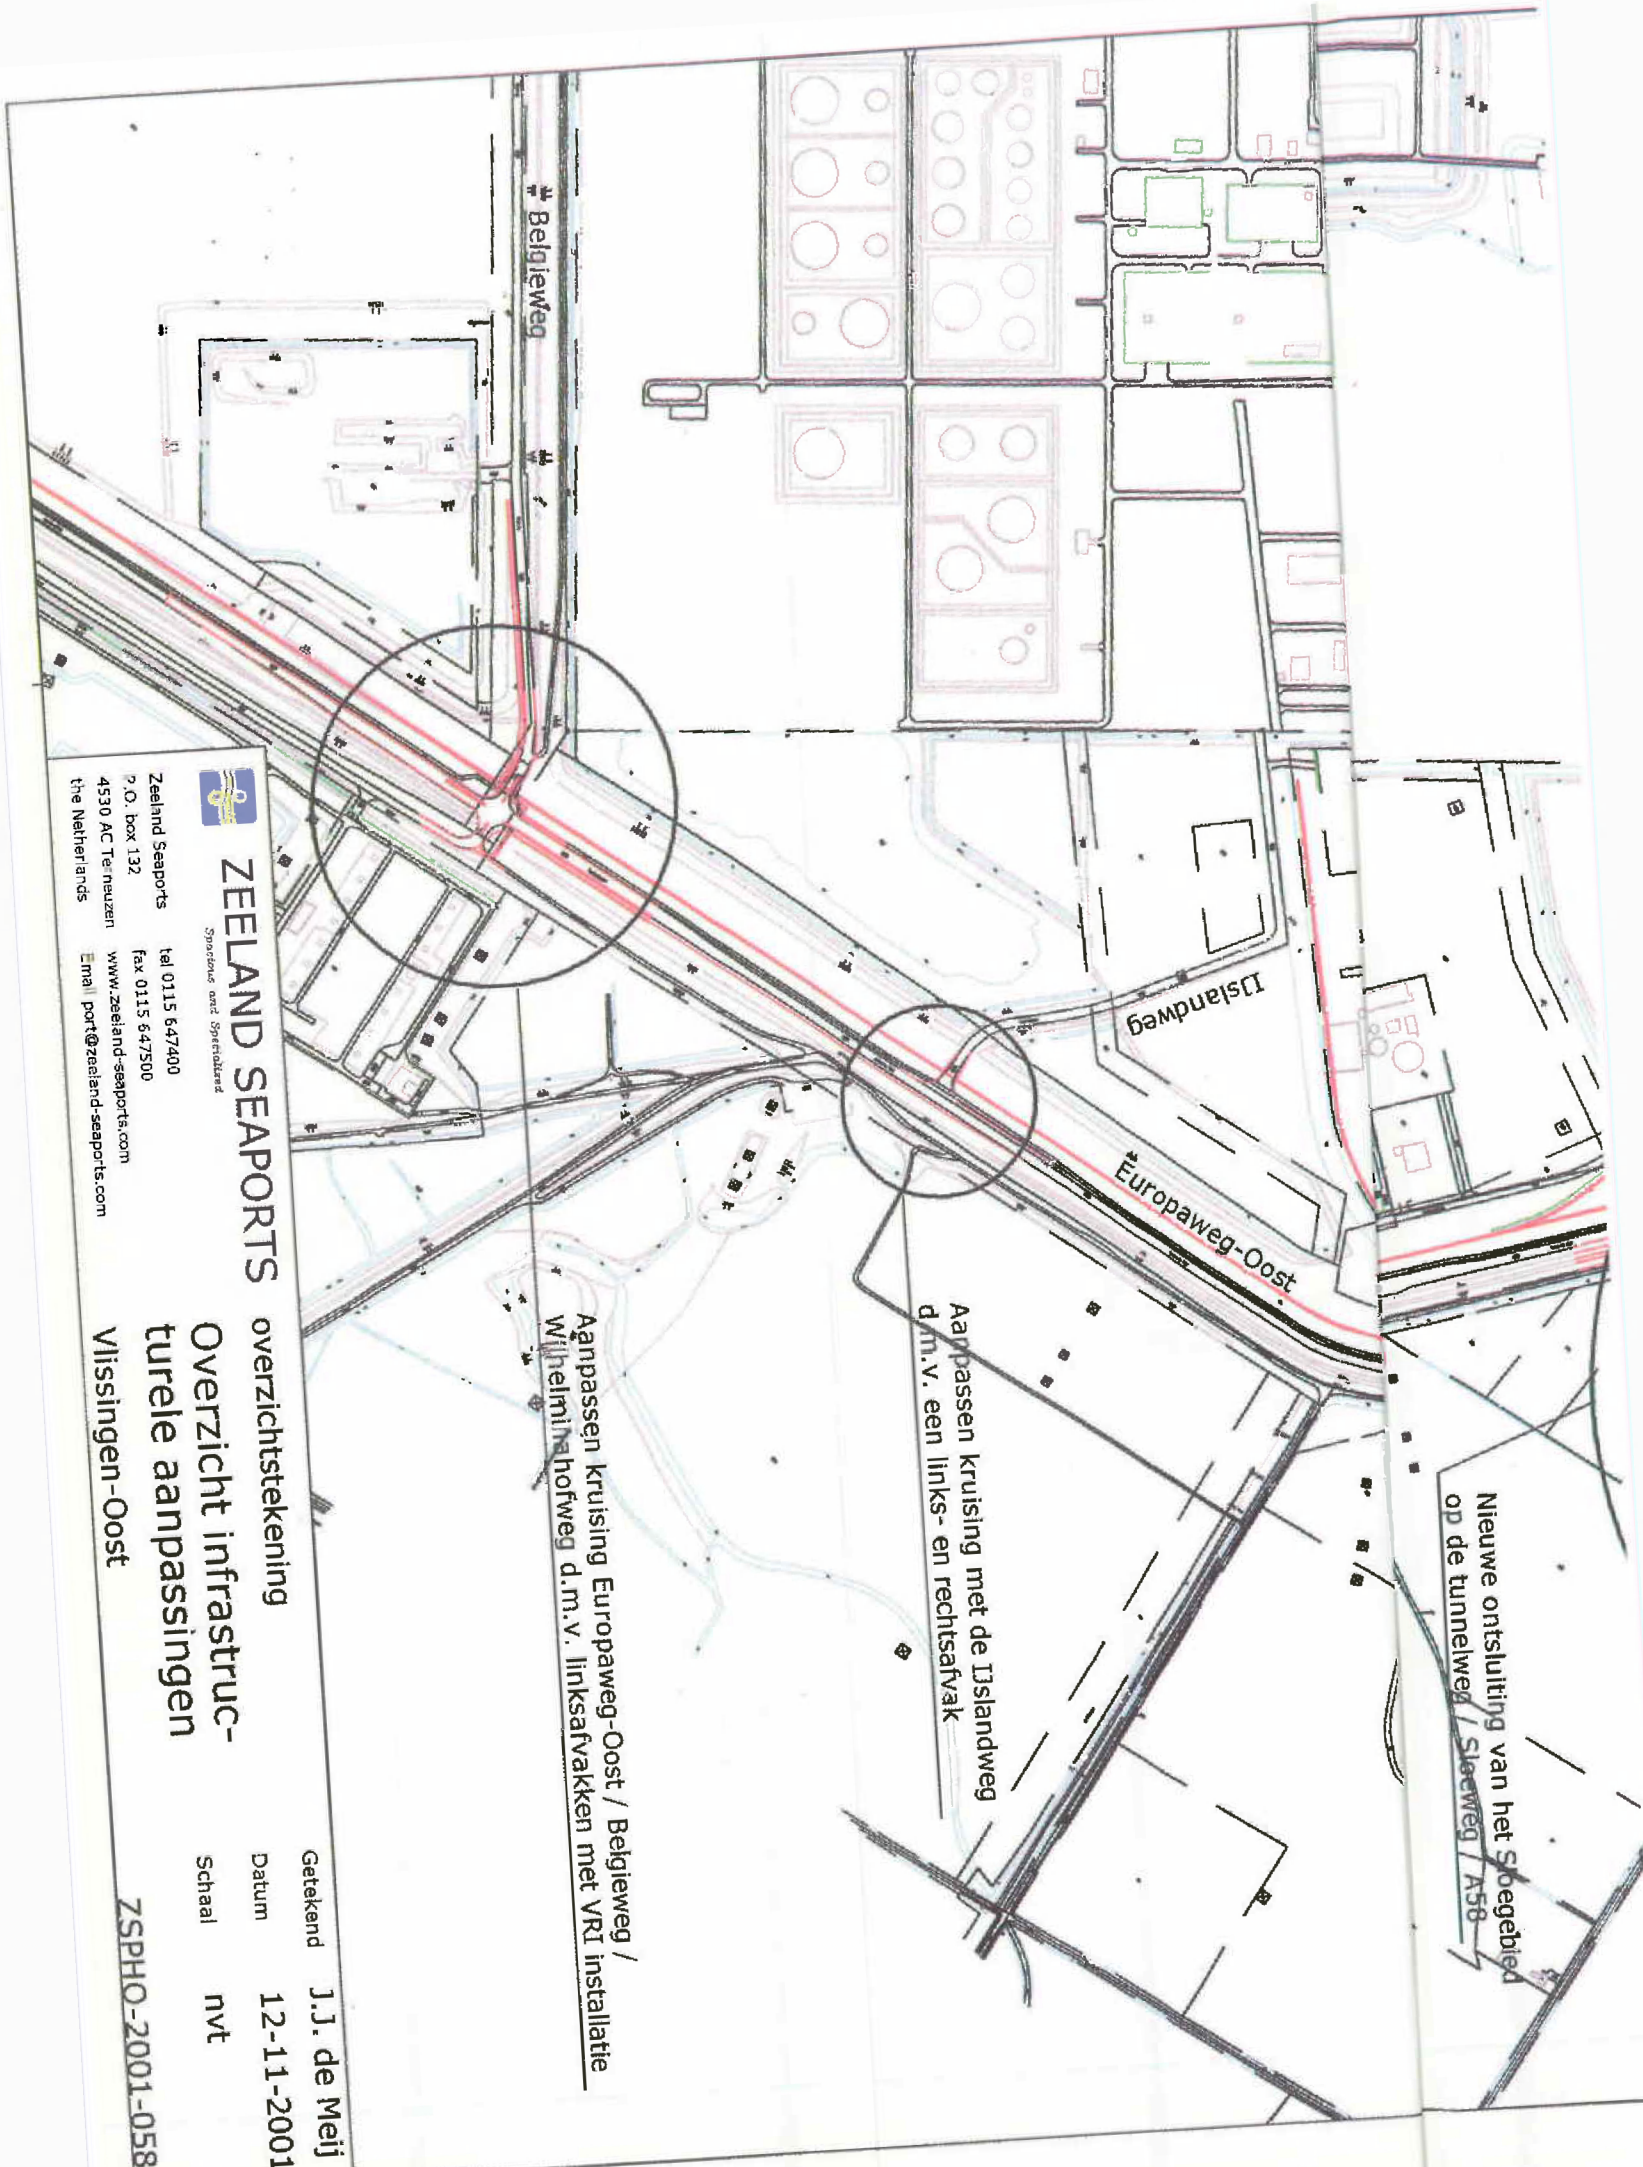 Belgieweg
IJslandweg
Europaweg-Oost
Nieuwe ontsluiting van het Sloegebied
op de tunnelweg / Sloeweg / A58
Aanpassen kruising met de IJslandweg
d.m.v. een links- en rechtsafvak
Aanpassen kruising Europaweg-Oost / Belgieweg /
Wilhelminahofweg d.m.v. linksafvakken met VRI installatie
ZEELAND SEAPORTS
Spacious and Specialized
Zeeland Seaports
P.O. box 132
4530 AC Terneuzen
the Netherlands
tel 0115 647400
fax 0115 647500
www.zeeland-seaports.com
Email port@zeeland-seaports.com
overzichtstekening
Overzicht infrastruc-
turele aanpassingen
Vlissingen-Oost
Getekend J.J. de Meij
Datum 12-11-2001
Schaal nvt
ZSPHO-2001-058